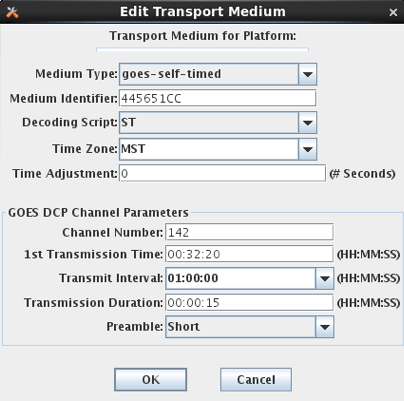 Edit Transport Medium
Transport Medium for Platform:
Medium Type: goes-self-timed
Medium Identifier: 445651CC
Decoding Script: ST
Time Zone: MST
Time Adjustment: 0 (# Seconds)
GOES DCP Channel Parameters
Channel Number: 142
1st Transmission Time: 00:32:20 (HH:MM:SS)
Transmit Interval: 01:00:00 (HH:MM:SS)
Transmission Duration: 00:00:15 (HH:MM:SS)
Preamble: Short
OK Cancel